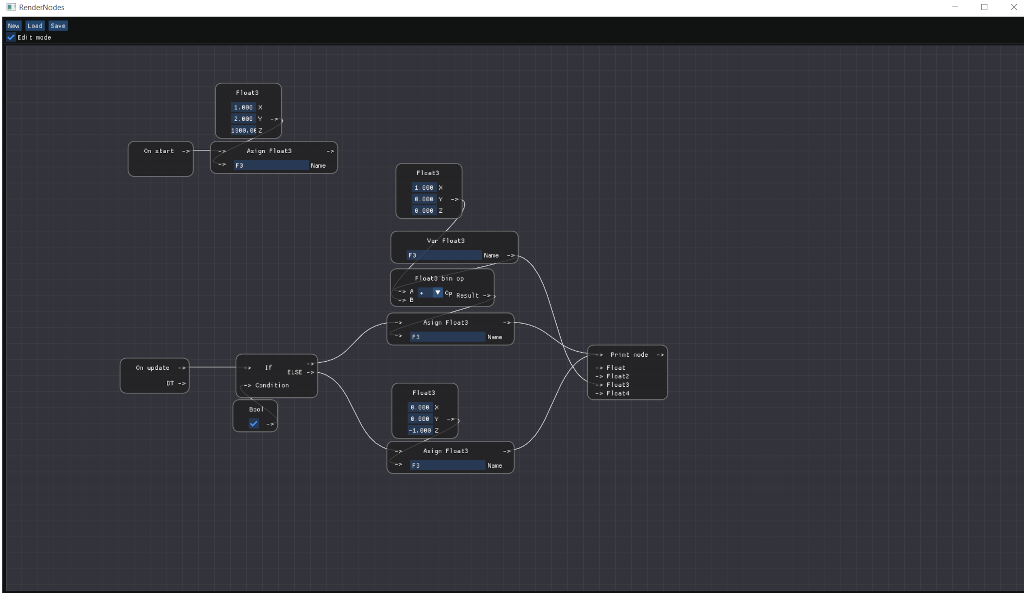 RenderNodes
New Load Save
Edit mode
Float3
1.000 X
2.000 Y ->
1000.00 Z
On start ->
-> Asign Float3 ->
-> F3 Name
Float3
1.000 X
0.000 Y ->
0.000 Z
Var Float3
F3 Name ->
Float3 bin op
-> A + Op Result ->
-> B
-> Asign Float3 ->
-> F3 Name
On update ->
DT ->
-> If ->
ELSE ->
-> Condition
Bool
->
Float3
0.000 X
0.000 Y ->
-1.000 Z
-> Asign Float3 ->
-> F3 Name
-> Print node ->
-> Float
-> Float2
-> Float3
-> Float4